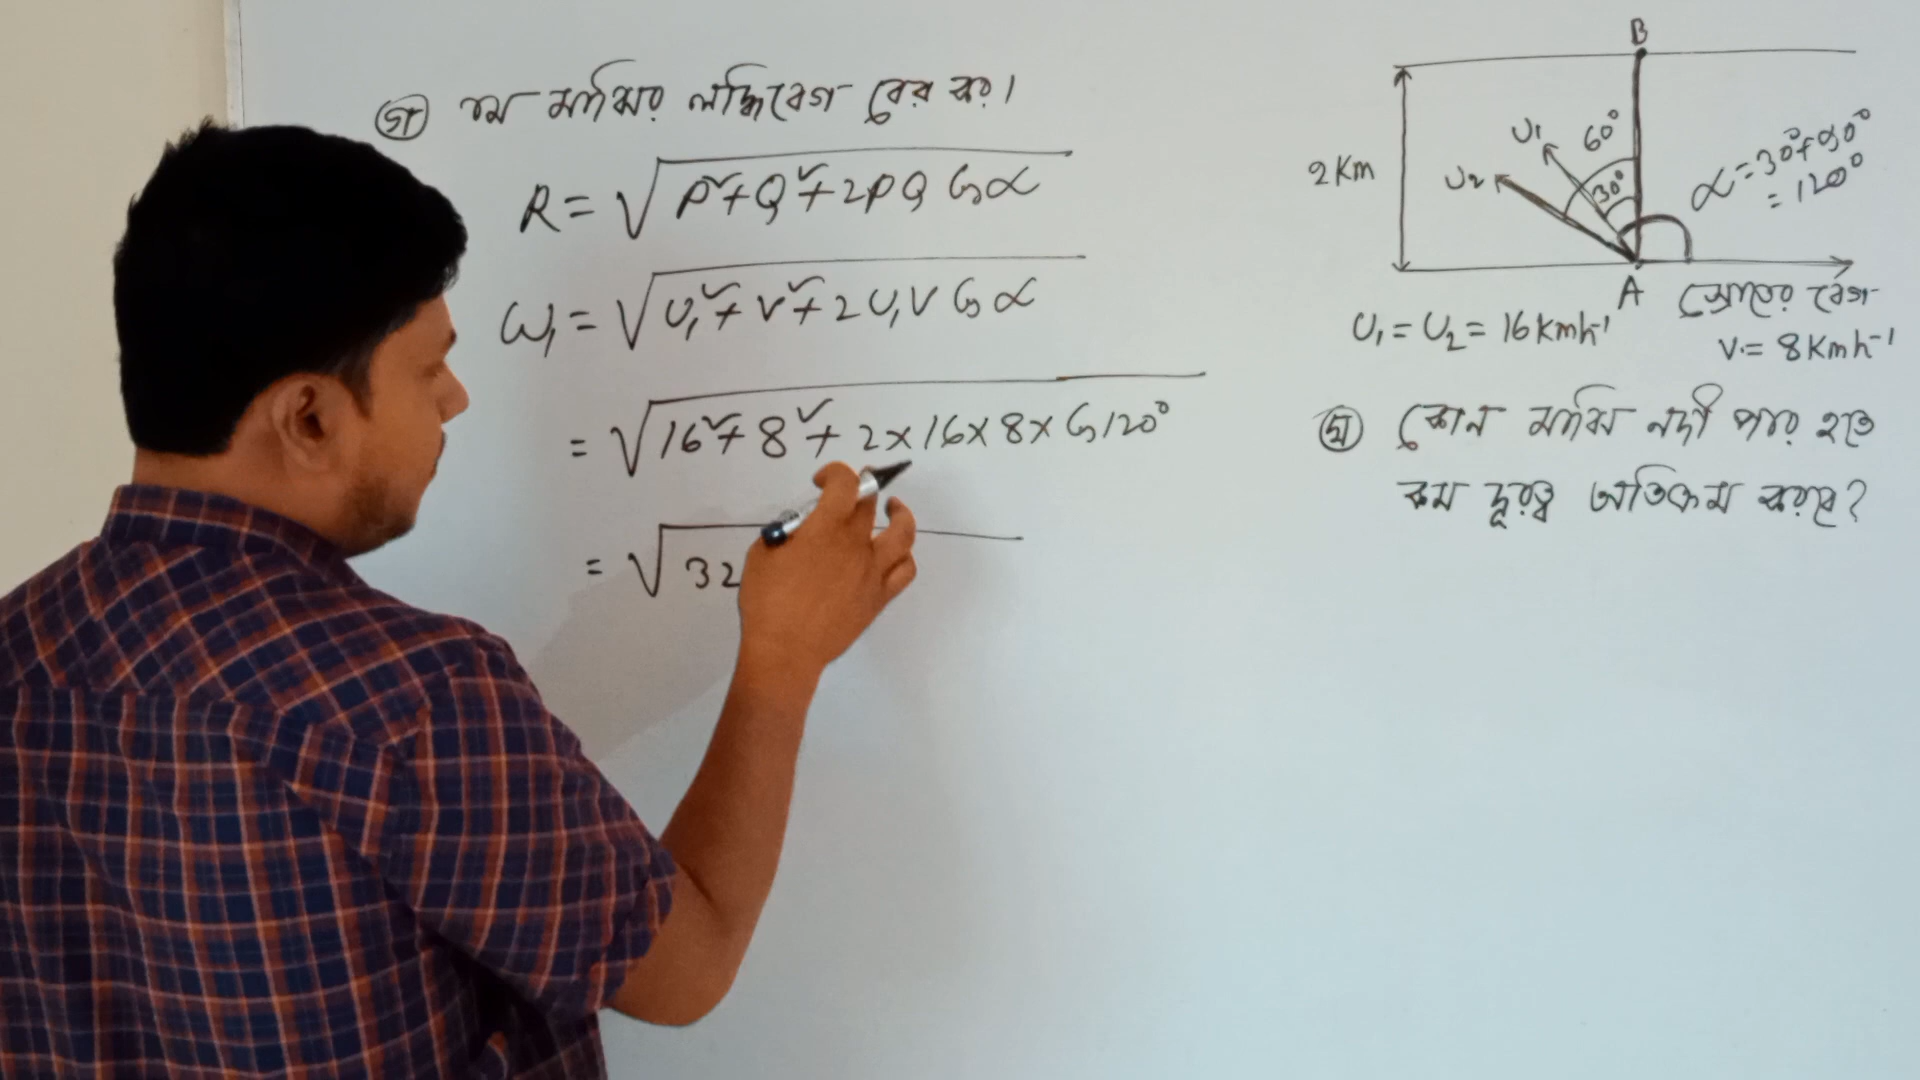 গ ১ম মাঝির লব্ধিবেগ বের কর।
R = √P²+Q²+2PQ Cosα
ω₁ = √U₁²+V²+2U₁V Cosα
= √16²+8²+2×16×8×Cos120°
= √32
B
U₁ 60°
U₂ 30°
2Km
α = 30°+90°
= 120°
A স্রোতের বেগ
U₁ = U₂ = 16Kmh⁻¹
V = 8Kmh⁻¹
ঘ কোন মাঝি নদী পার হতে
কম দূরত্ব অতিক্রম করবে?